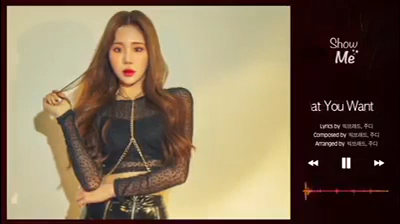 Show
Me
at You Want
Lyrics by 빅브레드, 주디
Composed by 빅브레드, 주디
Arranged by 빅브레드, 주디